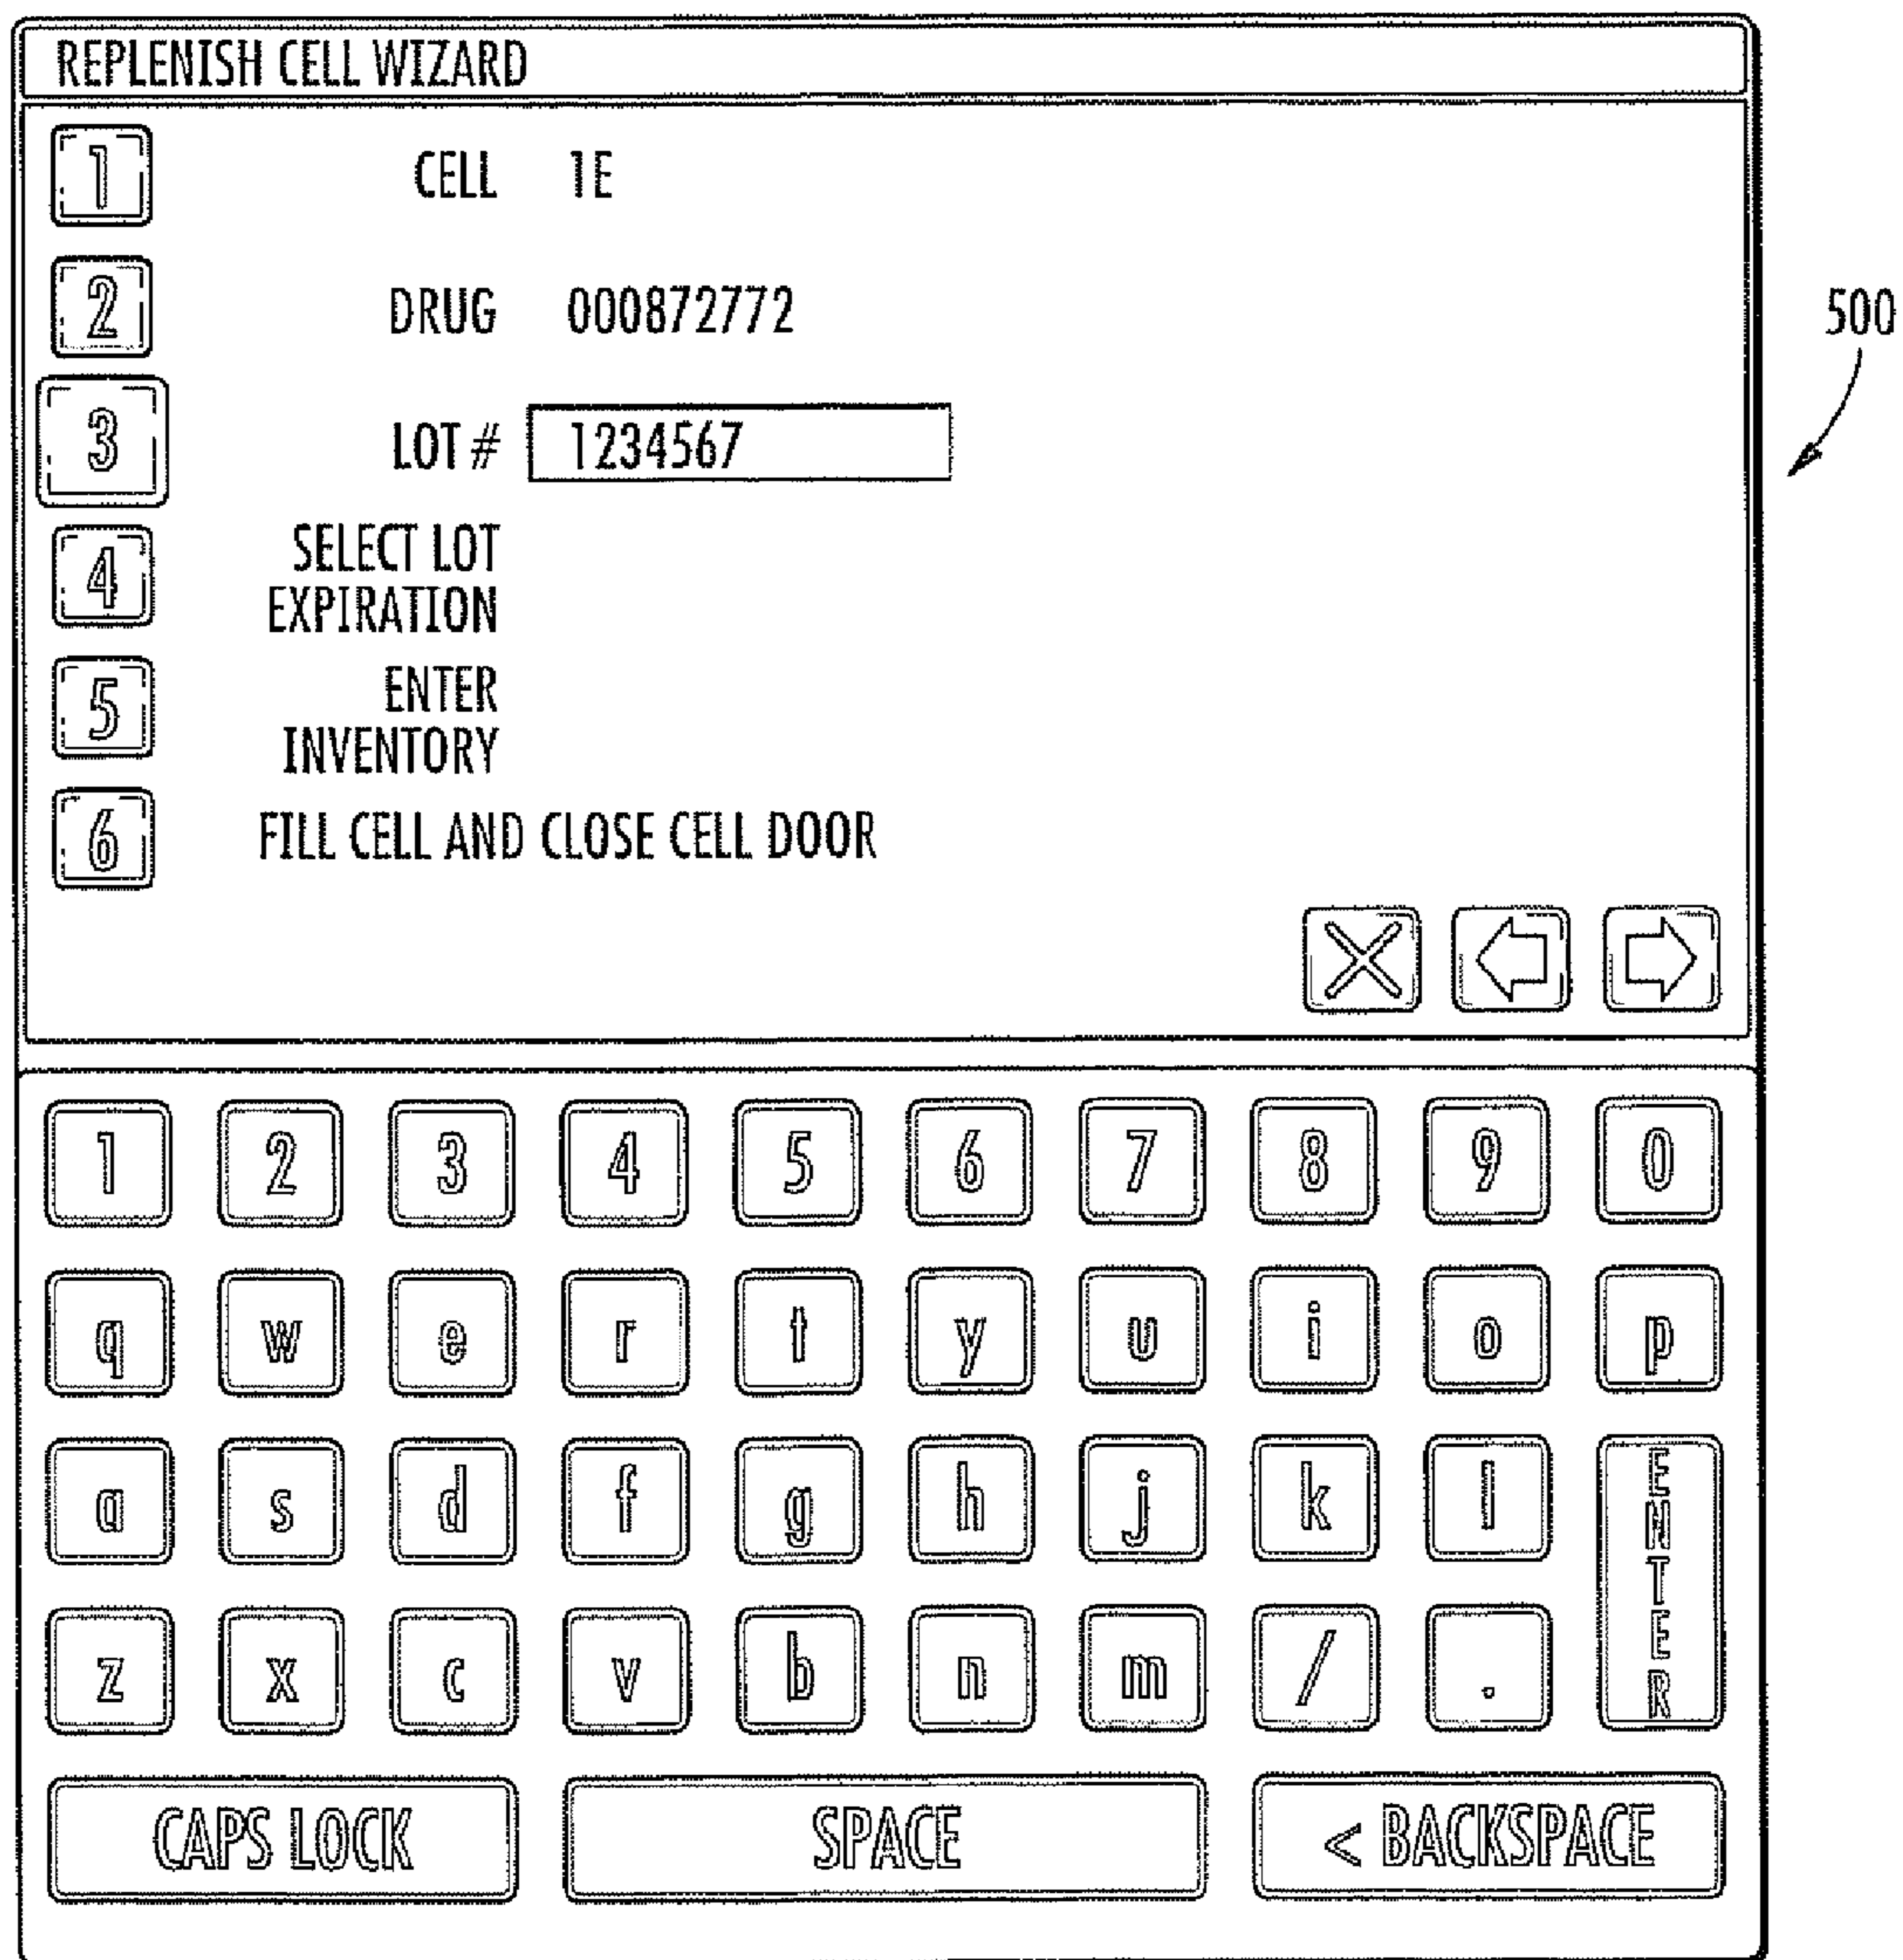 REPLENISH CELL WIZARD
1 CELL 1E
2 DRUG 000872772
500
3 LOT # 1234567
4 SELECT LOT
EXPIRATION
5 ENTER
INVENTORY
6 FILL CELL AND CLOSE CELL DOOR
1 2 3 4 5 6 7 8 9 0
q w e r t y u i o p
a s d f g h j k l ENTER
z x c v b n m / .
CAPS LOCK SPACE < BACKSPACE